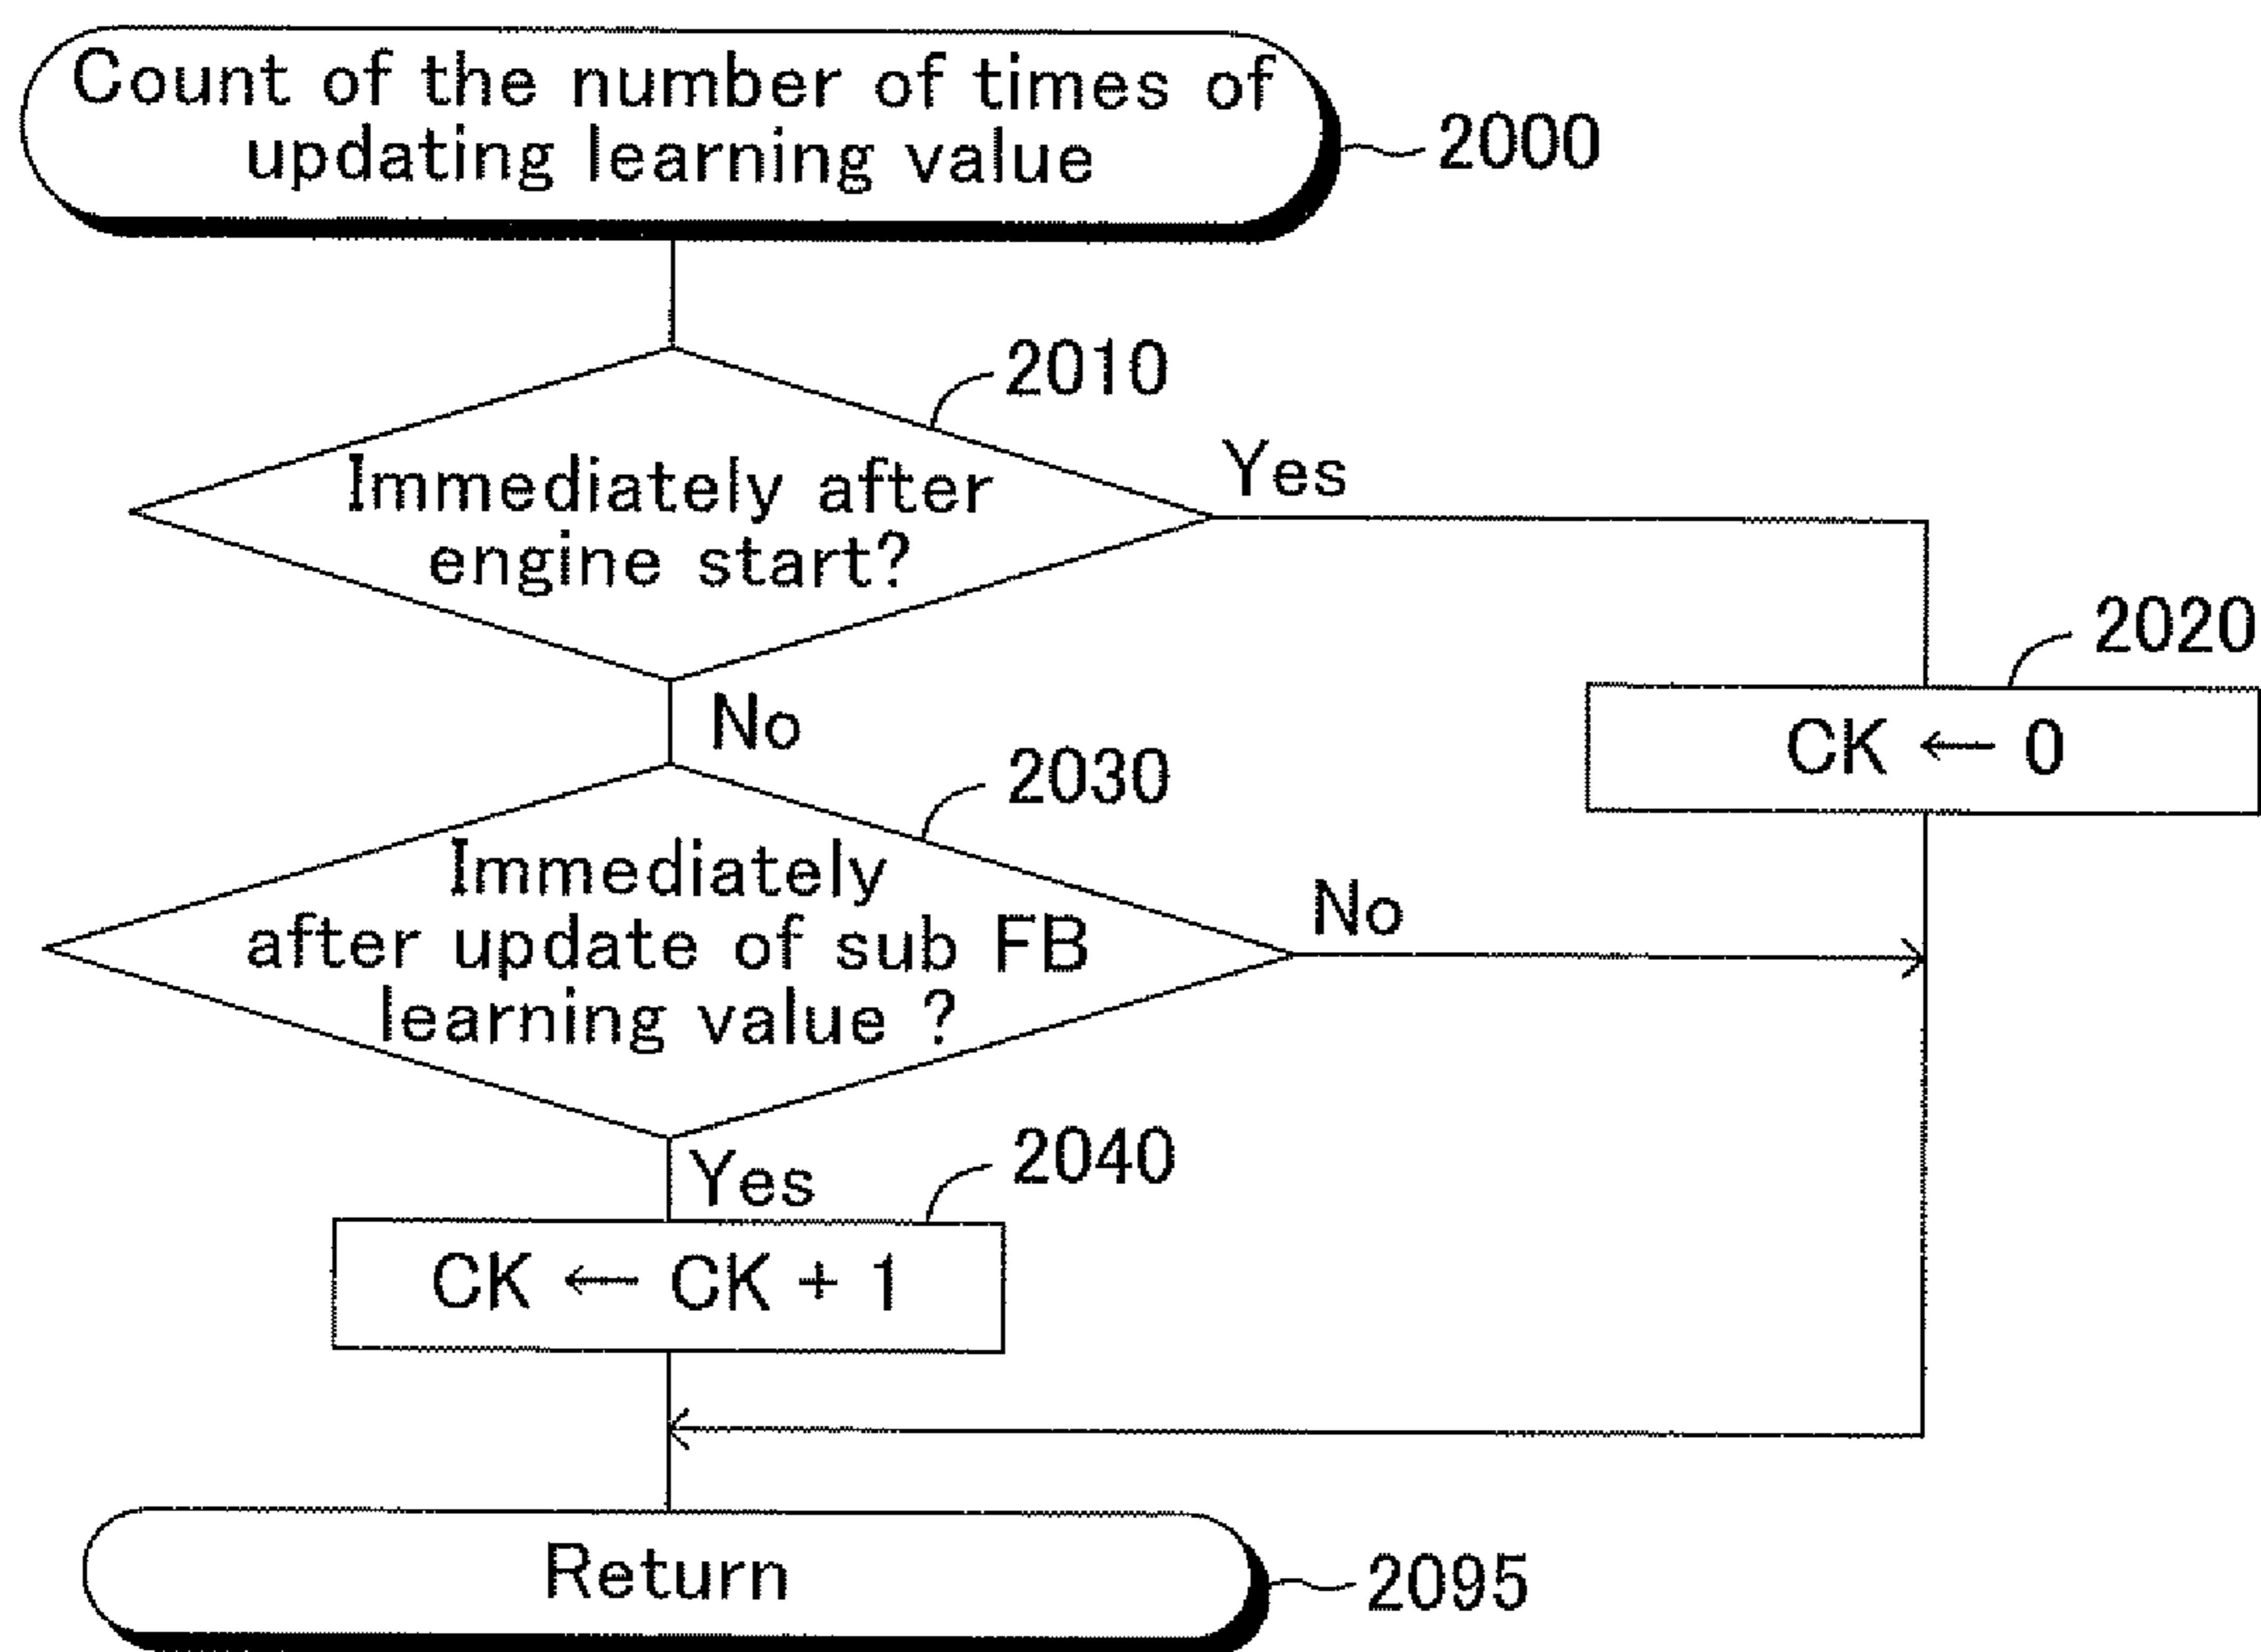 Count of the number of times of
updating learning value
2000
2010
Immediately after
engine start?
Yes
2020
CK ← 0
No
2030
Immediately
after update of sub FB
learning value ?
No
Yes
2040
CK ← CK + 1
Return
2095